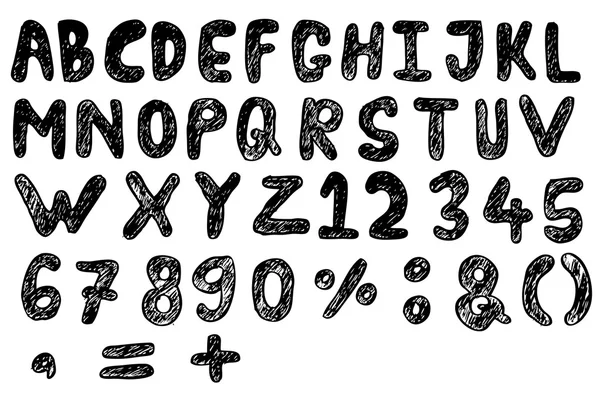 ABCDEFGHIJKL
MNOPQRSTUV
WXYZ12345
67890%:&()
,=+